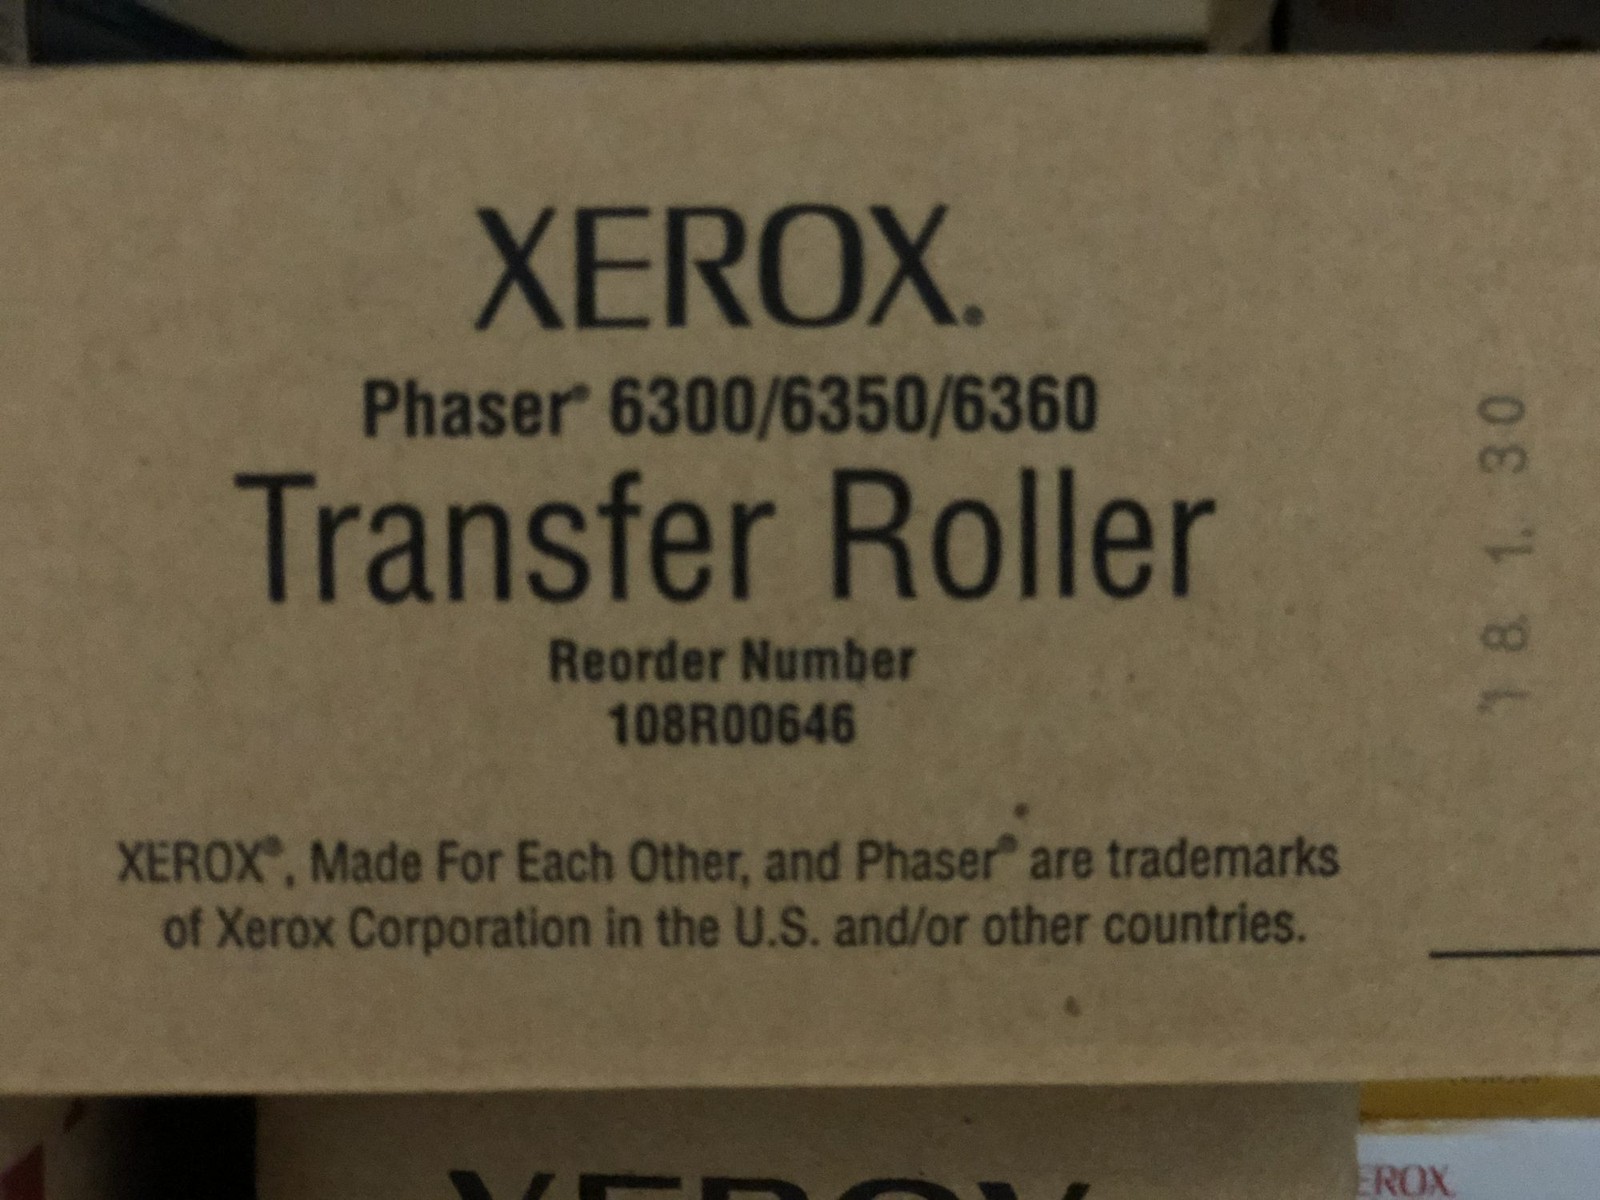 XEROX®
Phaser® 6300/6350/6360
Transfer Roller
Reorder Number
108R00646
XEROX®, Made For Each Other, and Phaser® are trademarks
of Xerox Corporation in the U.S. and/or other countries.
18. 1. 30
XEROX
EROX